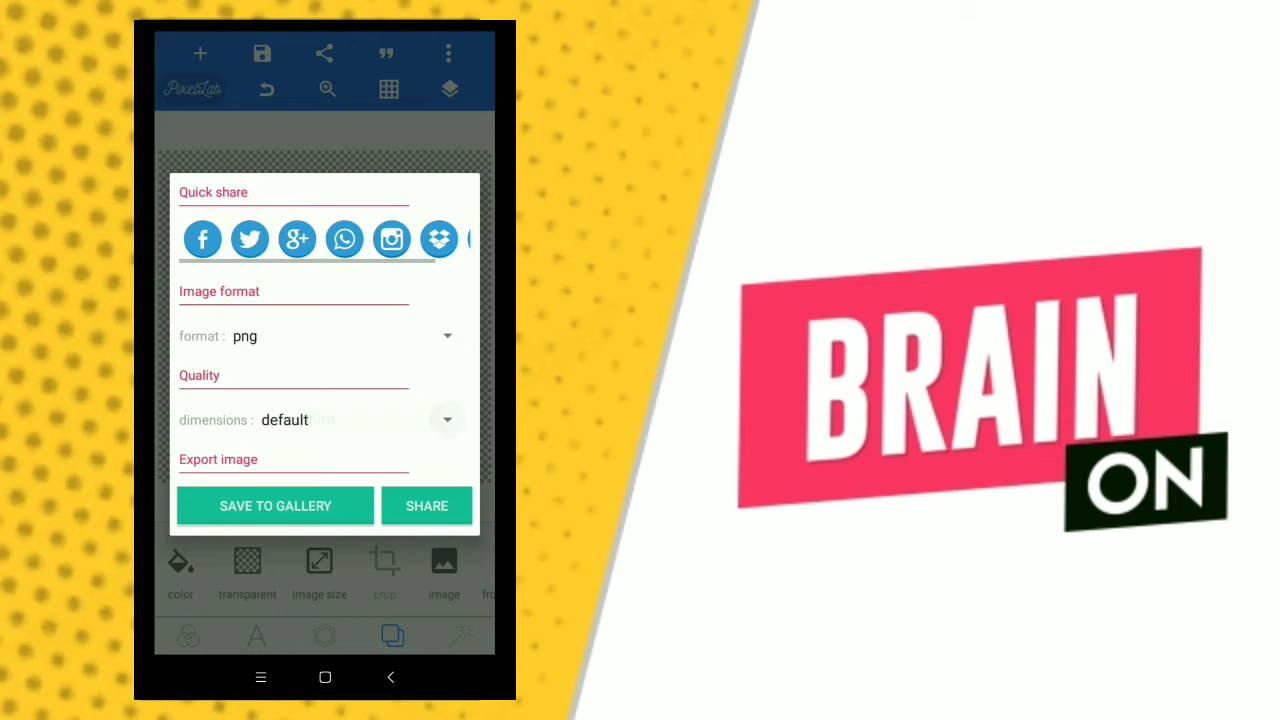 PixelLab
Quick share
Image format
format : png
Quality
dimensions : default
Export image
SAVE TO GALLERY SHARE
color transparent image size crop image
BRAIN
ON